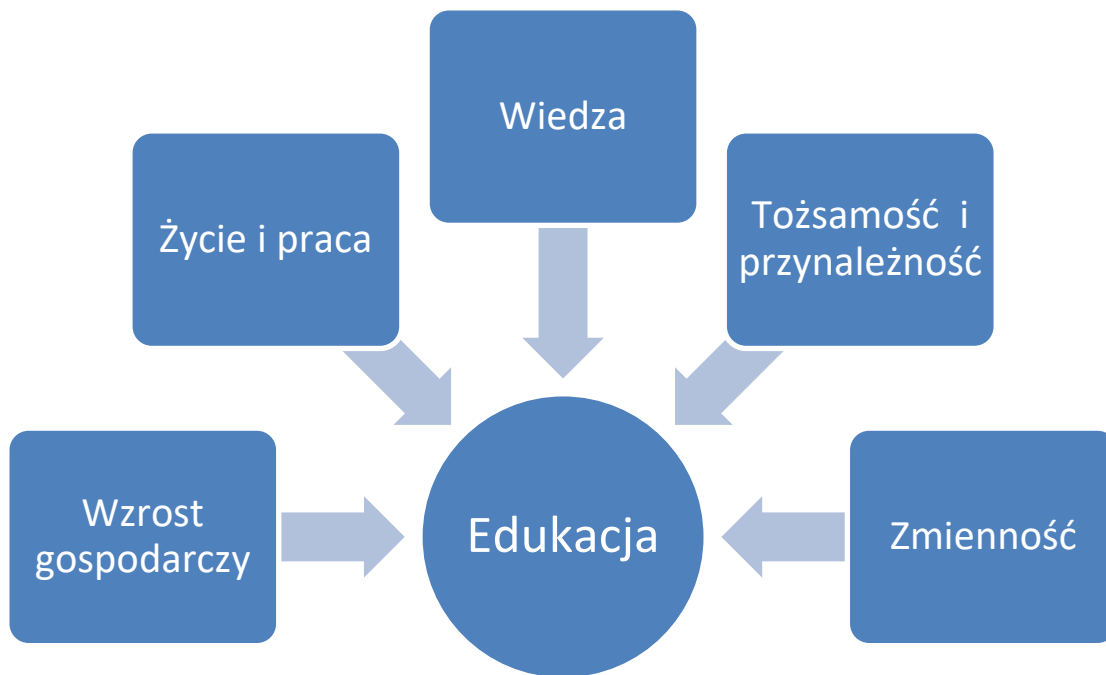 Wiedza
Życie i praca
Tożsamość i
przynależność
Wzrost
gospodarczy
Edukacja
Zmienność